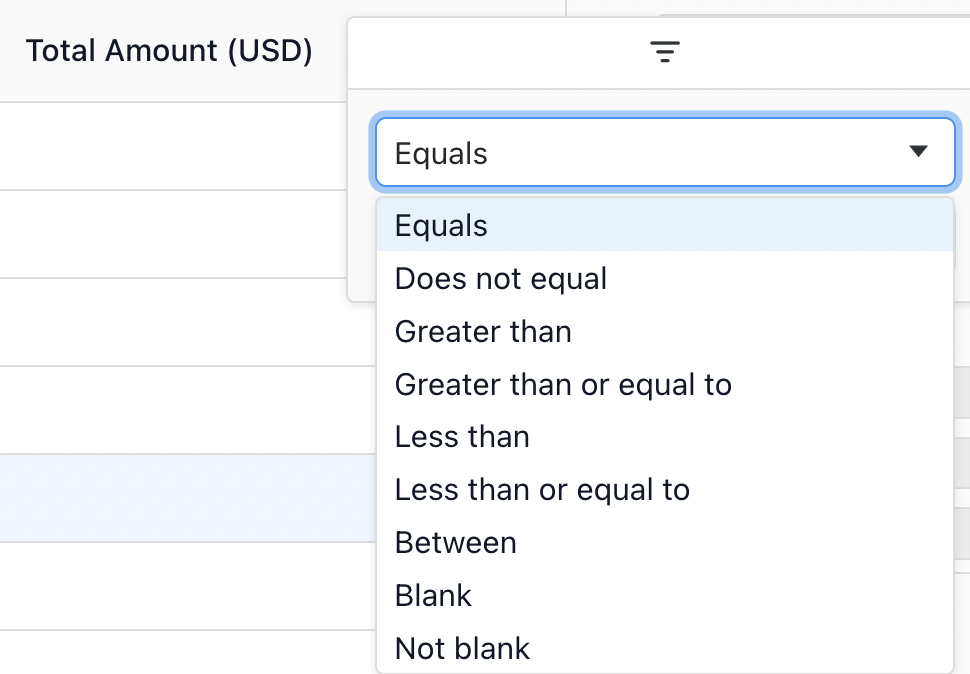 Total Amount (USD)
Equals
Equals
Does not equal
Greater than
Greater than or equal to
Less than
Less than or equal to
Between
Blank
Not blank